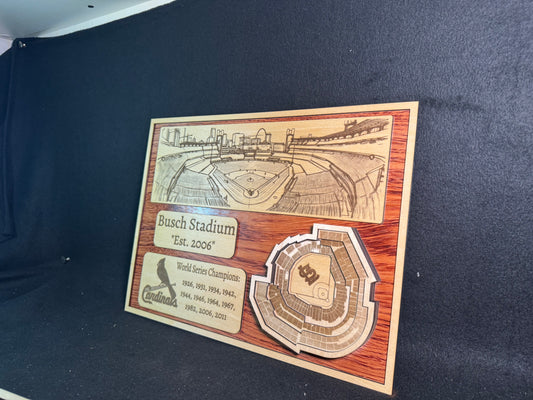 Busch Stadium
"Est. 2006"
World Series Champions:
1926, 1931, 1934, 1942,
1944, 1946, 1964, 1967,
1982, 2006, 2011
Cardinals
STL